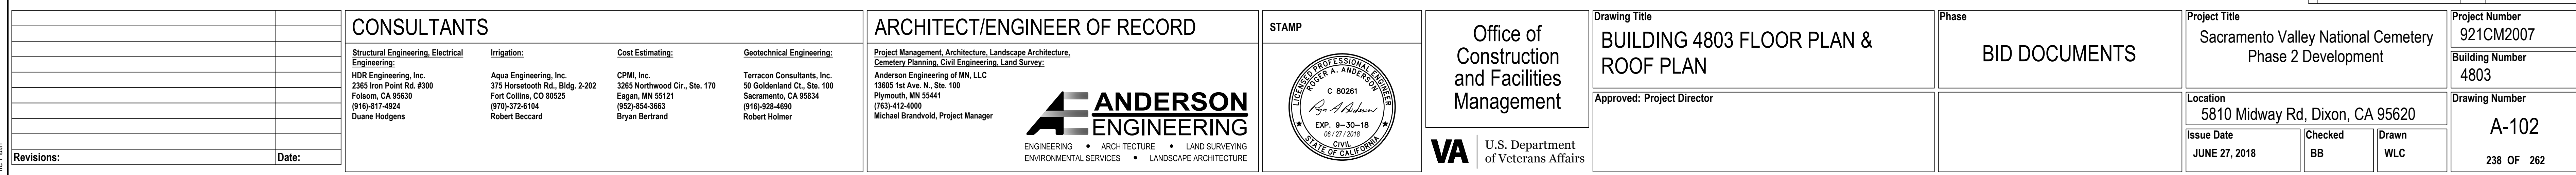 Revisions:
Date:
CONSULTANTS
Structural Engineering, Electrical
Engineering:
HDR Engineering, Inc.
2365 Iron Point Rd. #300
Folsom, CA 95630
(916)-817-4924
Duane Hodgens
Irrigation:
Aqua Engineering, Inc.
375 Horsetooth Rd., Bldg. 2-202
Fort Collins, CO 80525
(970)-372-6104
Robert Beccard
Cost Estimating:
CPMI, Inc.
3265 Northwood Cir., Ste. 170
Eagan, MN 55121
(952)-854-3663
Bryan Bertrand
Geotechnical Engineering:
Terracon Consultants, Inc.
50 Goldenland Ct., Ste. 100
Sacramento, CA 95834
(916)-928-4690
Robert Holmer
ARCHITECT/ENGINEER OF RECORD
Project Management, Architecture, Landscape Architecture,
Cemetery Planning, Civil Engineering, Land Survey:
Anderson Engineering of MN, LLC
13605 1st Ave. N., Ste. 100
Plymouth, MN 55441
(763)-412-4000
Michael Brandvold, Project Manager
AE ANDERSON
ENGINEERING
ENGINEERING • ARCHITECTURE • LAND SURVEYING
ENVIRONMENTAL SERVICES • LANDSCAPE ARCHITECTURE
STAMP
LICENSED PROFESSIONAL ENGINEER
ROGER A. ANDERSON
C 80261
Roger A Anderson
EXP. 9-30-18
06 / 27 / 2018
CIVIL
STATE OF CALIFORNIA
Office of
Construction
and Facilities
Management
VA
U.S. Department
of Veterans Affairs
Drawing Title
BUILDING 4803 FLOOR PLAN &
ROOF PLAN
Approved: Project Director
Phase
BID DOCUMENTS
Project Title
Sacramento Valley National Cemetery
Phase 2 Development
Location
5810 Midway Rd, Dixon, CA 95620
Issue Date
JUNE 27, 2018
Checked
BB
Drawn
WLC
Project Number
921CM2007
Building Number
4803
Drawing Number
A-102
238 OF 262